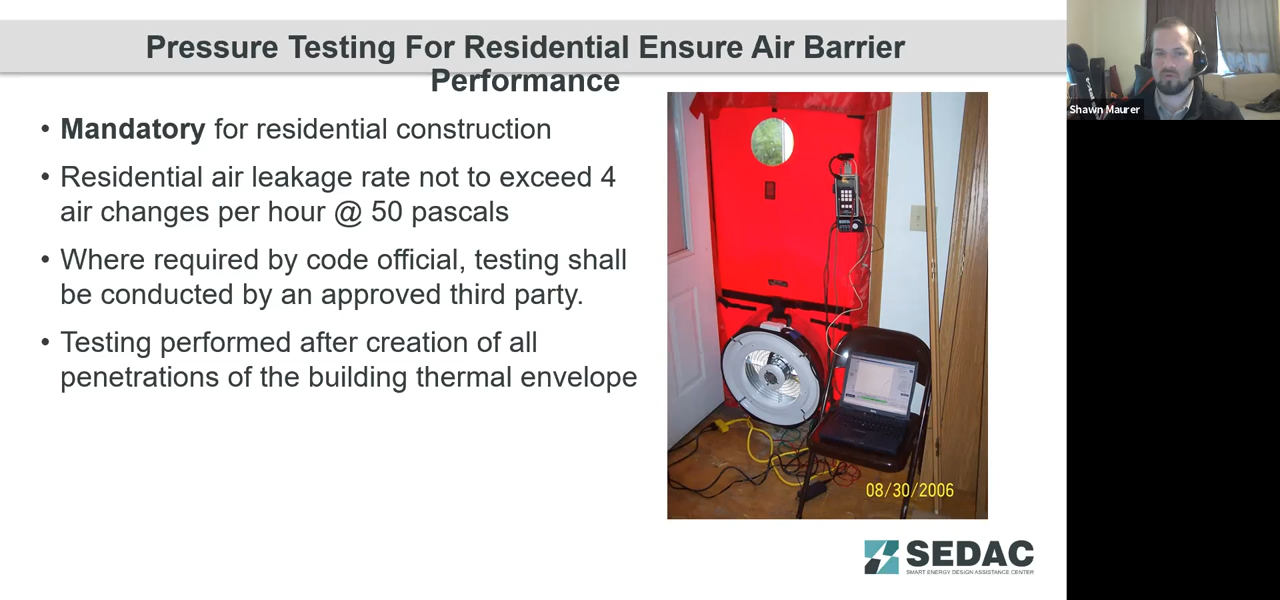 Pressure Testing For Residential Ensure Air Barrier
Performance
• Mandatory for residential construction
• Residential air leakage rate not to exceed 4
air changes per hour @ 50 pascals
• Where required by code official, testing shall
be conducted by an approved third party.
• Testing performed after creation of all
penetrations of the building thermal envelope
08/30/2006
SEDAC
SMART ENERGY DESIGN ASSISTANCE CENTER
Shawn Maurer